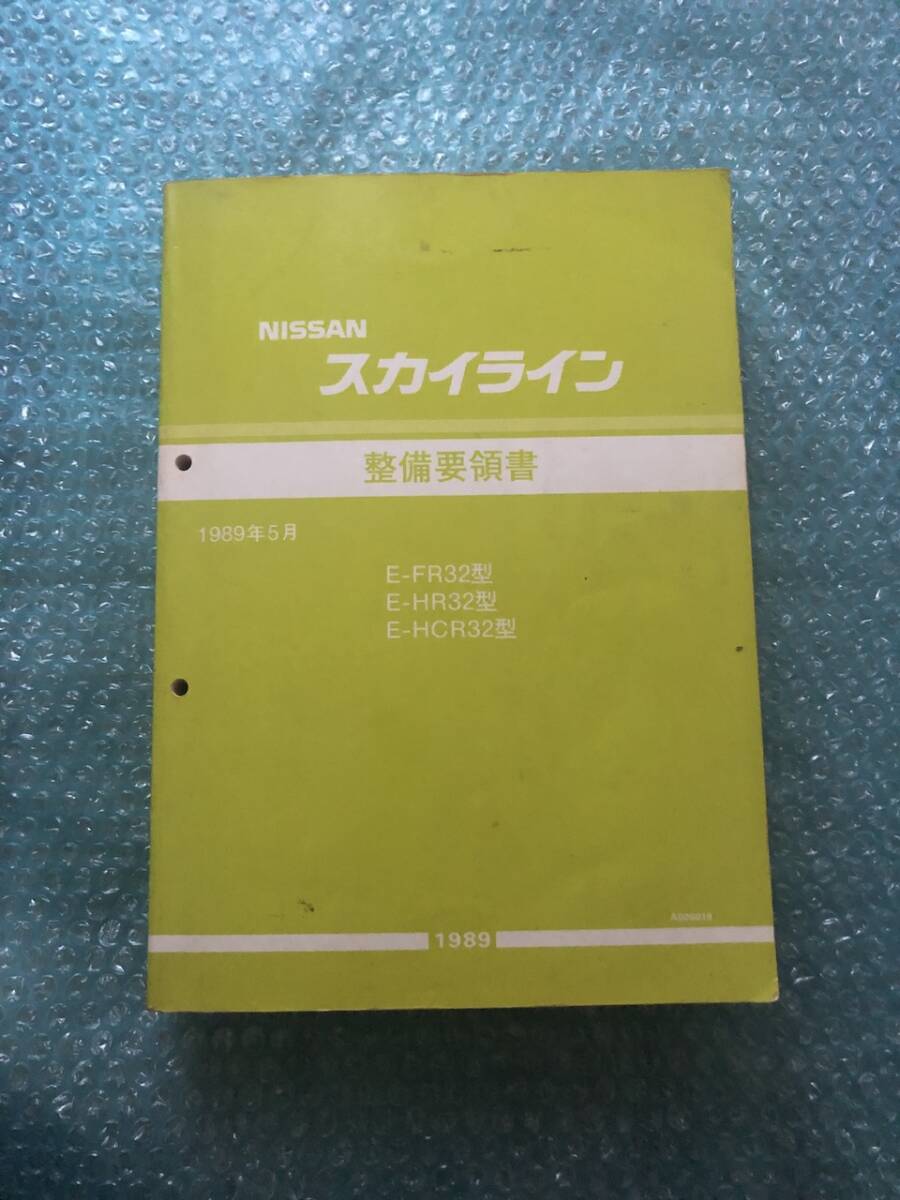 NISSAN
スカイライン
整備要領書
1989年5月
E-FR32型
E-HR32型
E-HCR32型
1989